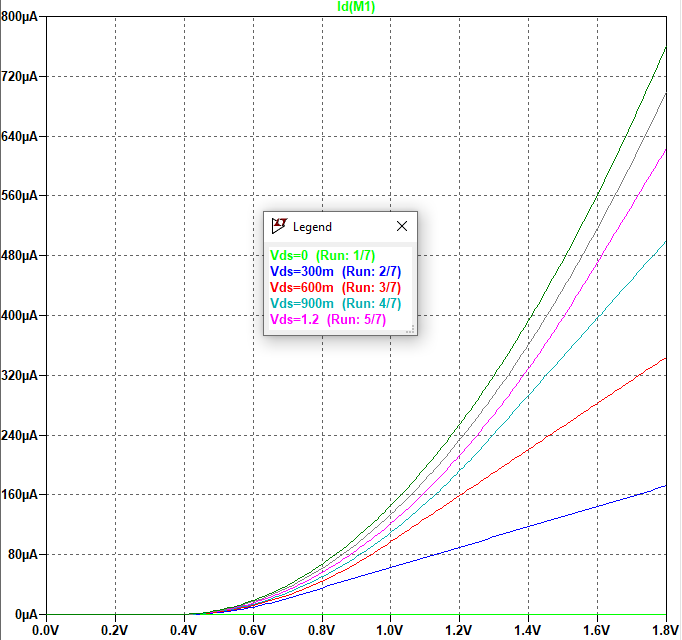 Id(M1)
800µA
720µA
640µA
560µA
480µA
400µA
320µA
240µA
160µA
80µA
0µA
Legend
Vds=0 (Run: 1/7)
Vds=300m (Run: 2/7)
Vds=600m (Run: 3/7)
Vds=900m (Run: 4/7)
Vds=1.2 (Run: 5/7)
0.0V 0.2V 0.4V 0.6V 0.8V 1.0V 1.2V 1.4V 1.6V 1.8V